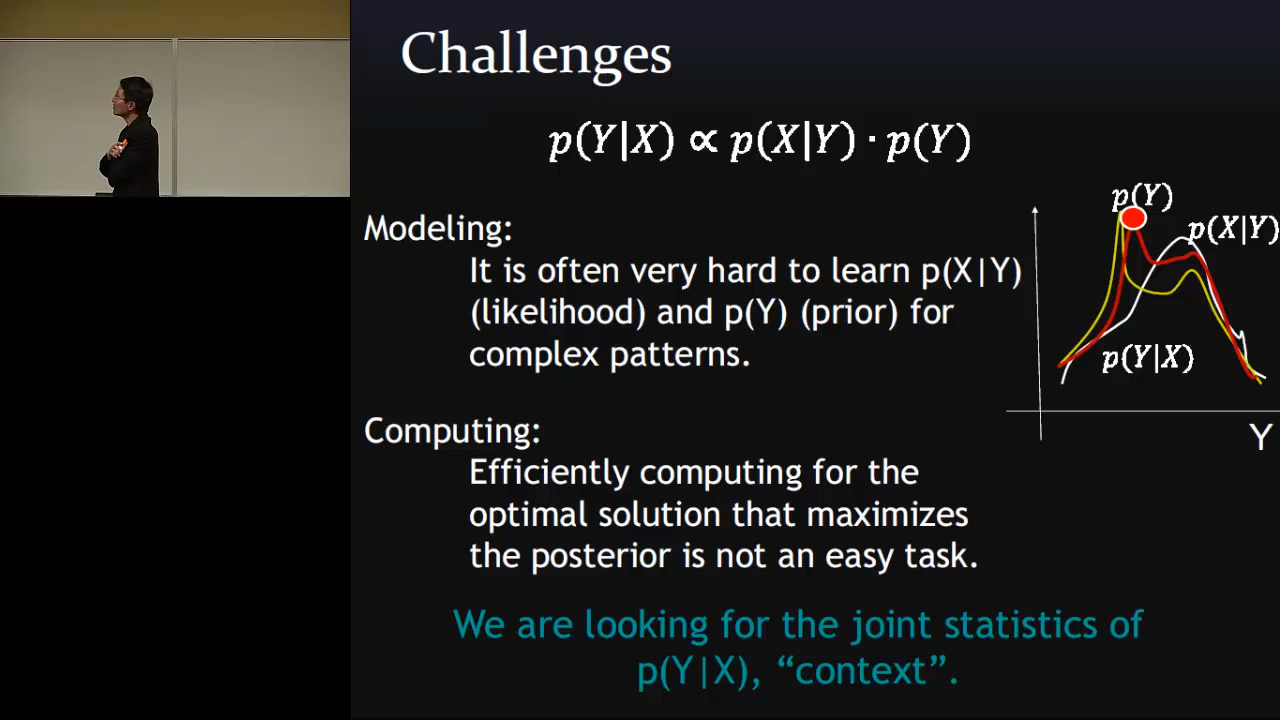 Challenges
p(Y|X) ∝ p(X|Y) · p(Y)
Modeling:
It is often very hard to learn p(X|Y)
(likelihood) and p(Y) (prior) for
complex patterns.
p(Y)
p(X|Y)
p(Y|X)
Y
Computing:
Efficiently computing for the
optimal solution that maximizes
the posterior is not an easy task.
We are looking for the joint statistics of
p(Y|X), “context”.